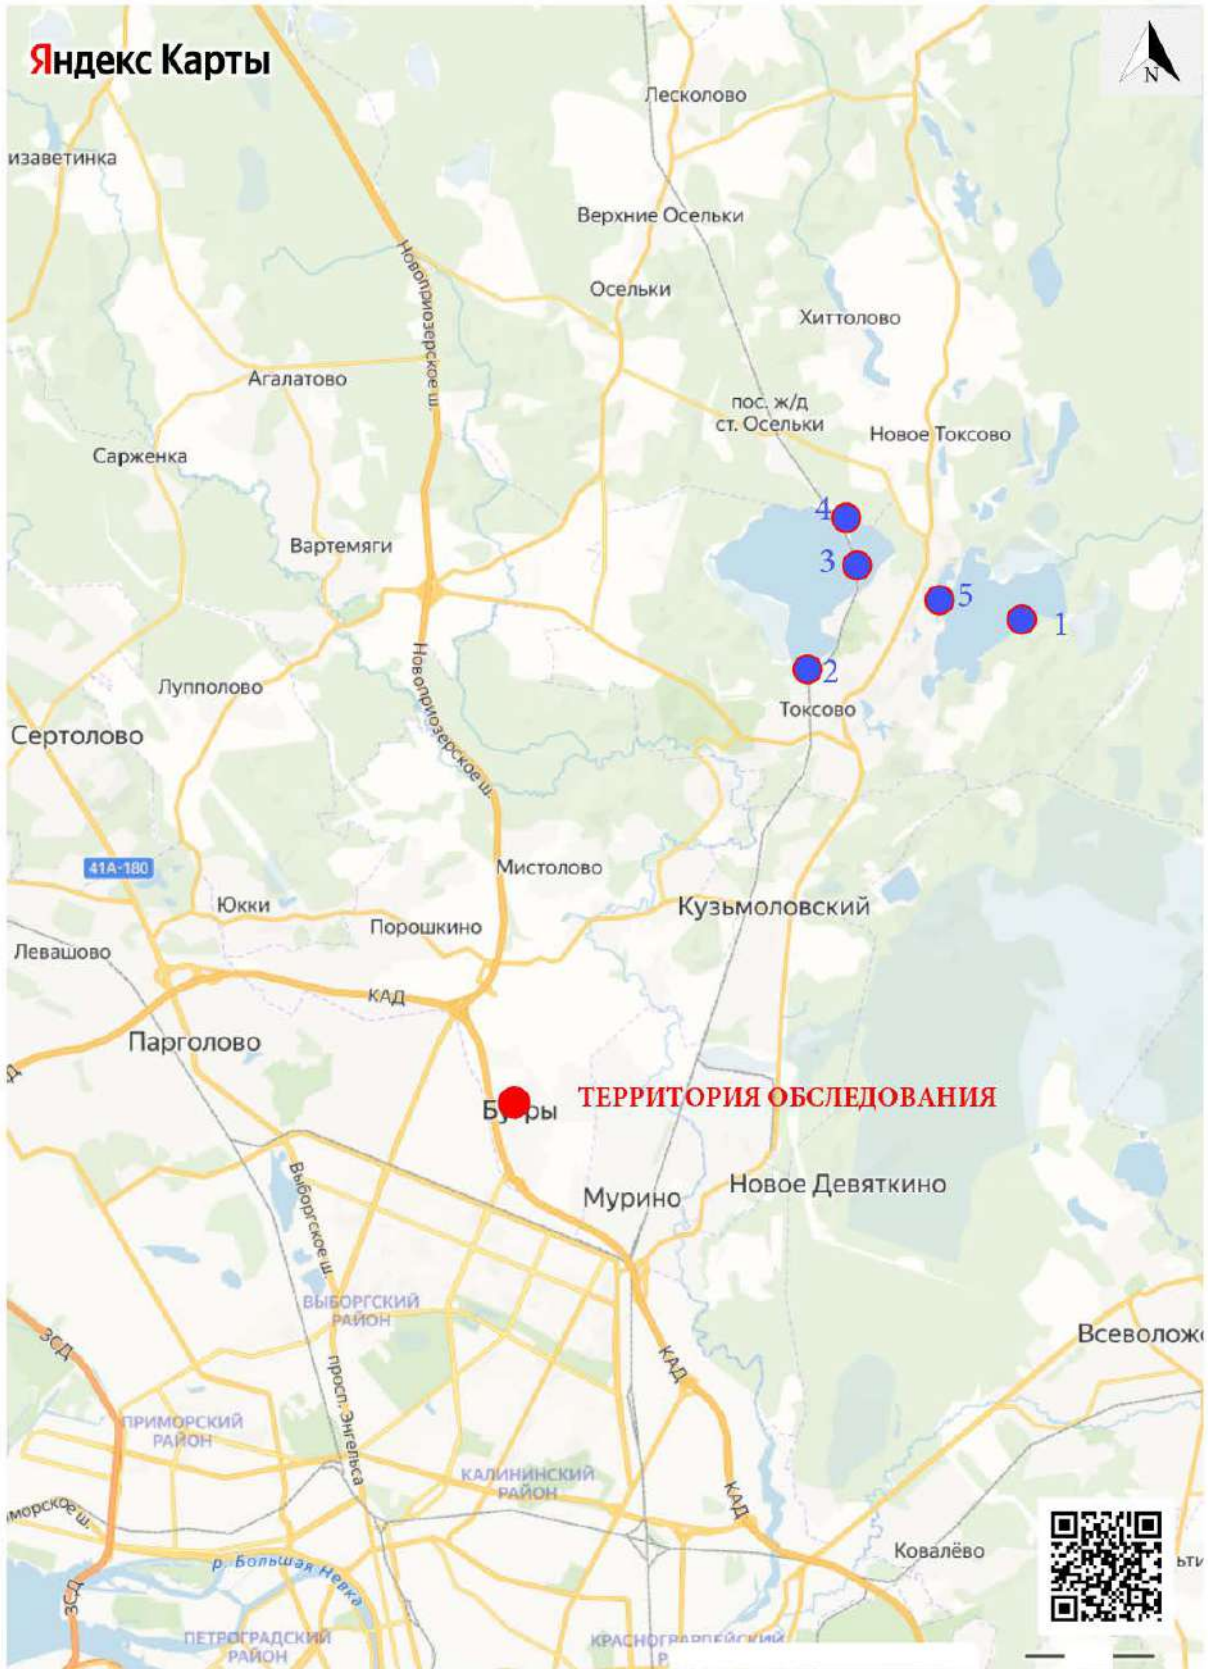 Яндекс Карты
N
Лесколово
изаветинка
Верхние Осельки
Новоприозерское ш.
Осельки
Хиттолово
Агалатово
пос. ж/д
ст. Осельки
Новое Токсово
Сарженка
4
Вартемяги
3
5
1
Новоприозерское ш.
2
Лупполово
Токсово
Сертолово
41А-180
Мистолово
Юкки
Кузьмоловский
Порошкино
Левашово
КАД
Парголово
Д
ТЕРРИТОРИЯ ОБСЛЕДОВАНИЯ
Мурино
Новое Девяткино
Выборгское ш.
ВЫБОРГСКИЙ
РАЙОН
ЗСД
Всеволож
КАД
просп. Энгельса
ПРИМОРСКИЙ
РАЙОН
КАЛИНИНСКИЙ
РАЙОН
КАД
морское ш.
Ковалёво
ьти
р. Большая Невка
ЗСД
ПЕТРОГРАДСКИЙ
РАЙОН
КРАСНОГВАРДЕЙСКИЙ
Р